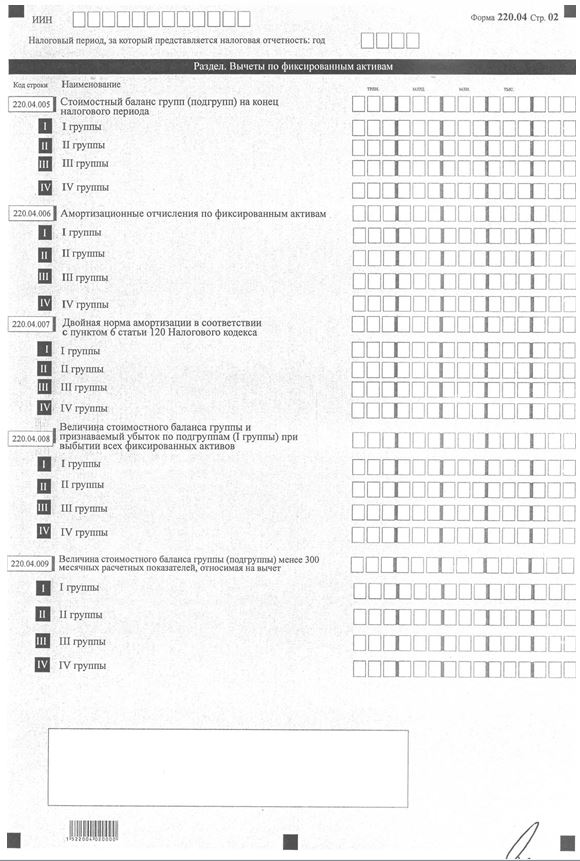 ИИН
Форма 220.04 Стр. 02
Налоговый период, за который представляется налоговая отчетность: год
Раздел. Вычеты по фиксированным активам
Код строки Наименование
трлн. млрд. млн. тыс.
220.04.005 Стоимостный баланс групп (подгрупп) на конец
налогового периода
I I группы
II II группы
III III группы
IV IV группы
220.04.006 Амортизационные отчисления по фиксированным активам
I I группы
II II группы
III III группы
IV IV группы
220.04.007 Двойная норма амортизации в соответствии
с пунктом 6 статьи 120 Налогового кодекса
I I группы
II II группы
III III группы
IV IV группы
220.04.008 Величина стоимостного баланса группы и
признаваемый убыток по подгруппам (I группы) при
выбытии всех фиксированных активов
I I группы
II II группы
III III группы
IV IV группы
220.04.009 Величина стоимостного баланса группы (подгруппы) менее 300
месячных расчетных показателей, относимая на вычет
I I группы
II II группы
III III группы
IV IV группы